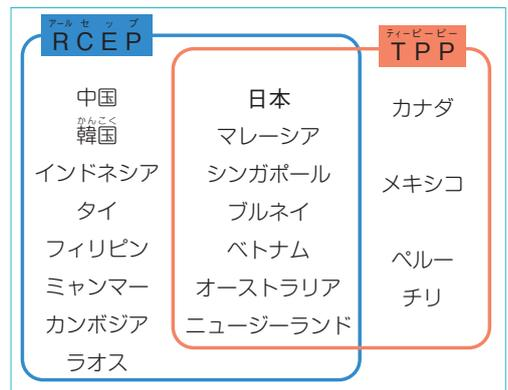 アール セ ッ プ
RCEP
ティーピーピー
TPP
中国
かんこく
韓国
インドネシア
タイ
フィリピン
ミャンマー
カンボジア
ラオス
日本
マレーシア
シンガポール
ブルネイ
ベトナム
オーストラリア
ニュージーランド
カナダ
メキシコ
ペルー
チリ